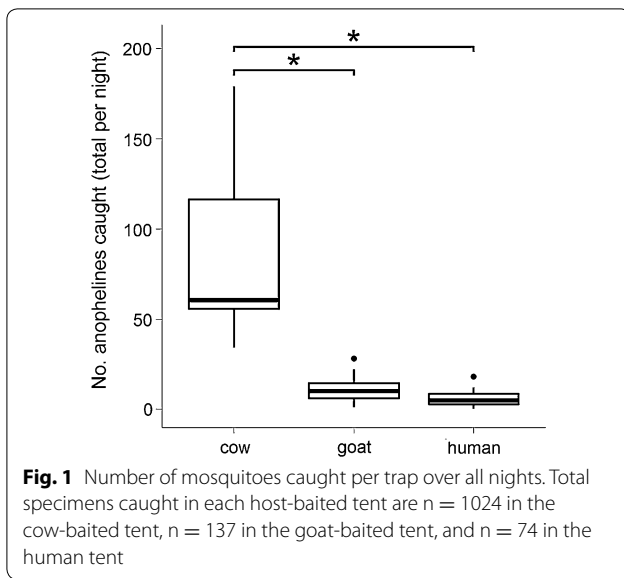 No. anophelines caught (total per night)
200
150
100
50
0
*
*
cow goat human
Fig. 1 Number of mosquitoes caught per trap over all nights. Total
specimens caught in each host-baited tent are n = 1024 in the
cow-baited tent, n = 137 in the goat-baited tent, and n = 74 in the
human tent